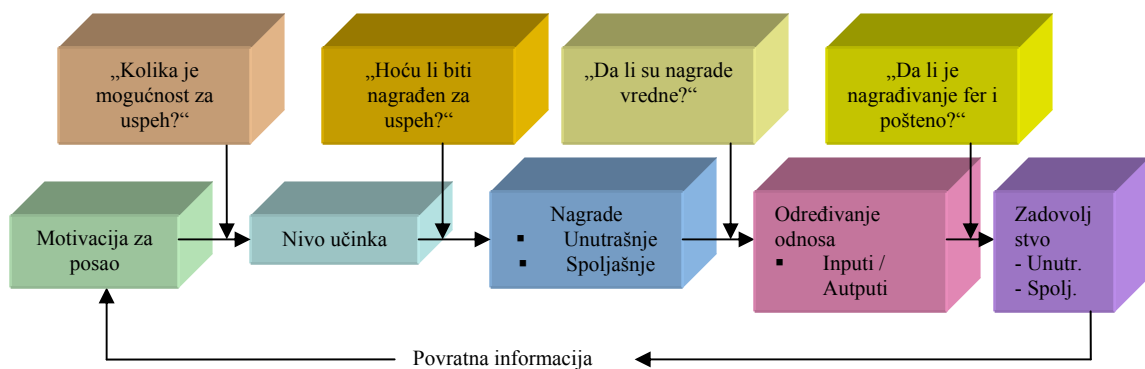 „Kolika je
mogućnost za
uspeh?“
„Hoću li biti
nagrađen za
uspeh?“
„Da li su nagrade
vredne?“
„Da li je
nagrađivanje fer i
pošteno?“
Motivacija za
posao
Nivo učinka
Nagrade
▪ Unutrašnje
▪ Spoljašnje
Određivanje
odnosa
▪ Inputi /
Autputi
Zadovolj
stvo
- Unutr.
- Spolj.
Povratna informacija